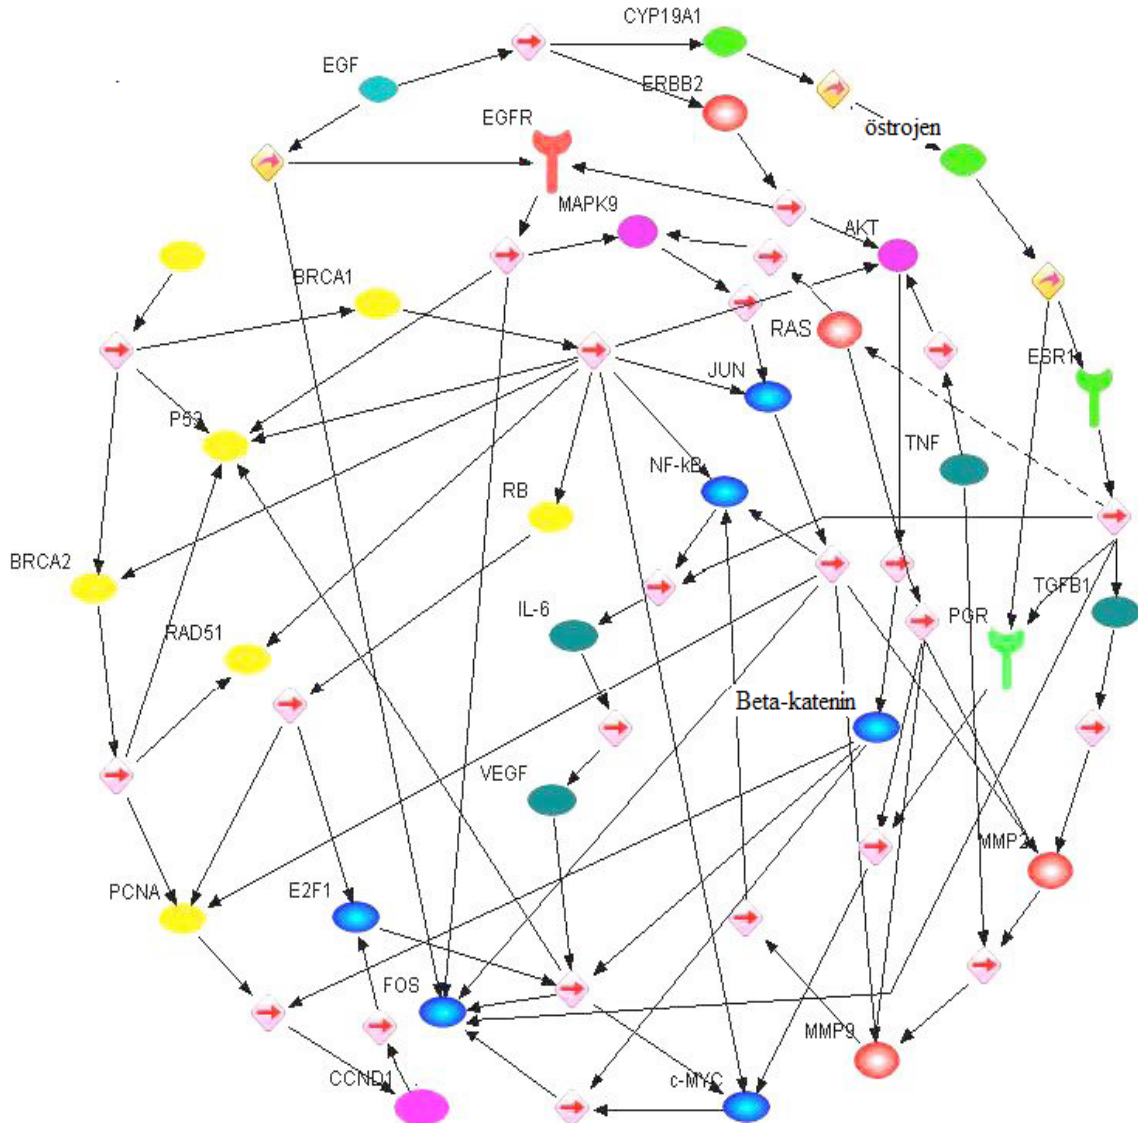 CYP19A1
EGF
ERBB2
EGFR
östrojen
MAPK9
AKT
BRCA1
RAS
ESR1
JUN
P53
TNF
NF-kB
RB
BRCA2
IL-6
TGFB1
PGR
RAD51
Beta-katenin
VEGF
MMP2
PCNA
E2F1
FOS
MMP9
CCND1
c-MYC